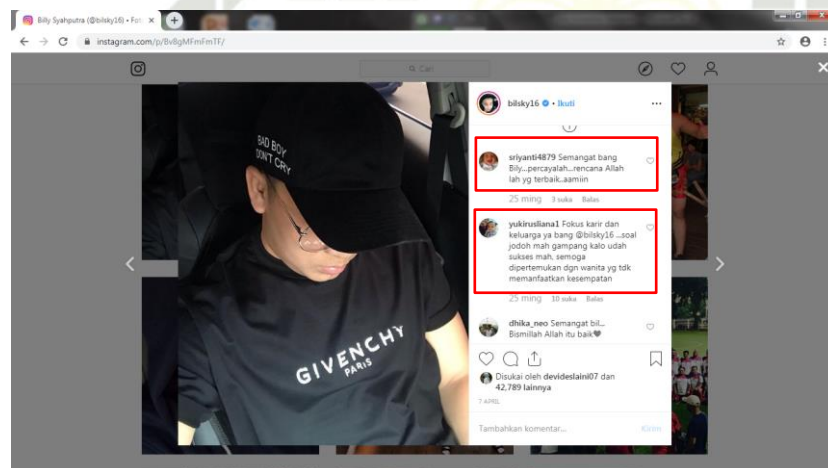 Billy Syahputra (@bilsky16) • Fot
instagram.com/p/Bv8gMFmFmTF/
Cari
bilsky16 • Ikuti
sriyanti4879 Semangat bang
Bily...percayalah...rencana Allah
lah yg terbaik..aamiin
25 ming 3 suka Balas
yukirusliana1 Fokus karir dan
keluarga ya bang @bilsky16 ...soal
jodoh mah gampang kalo udah
sukses mah, semoga
dipertemukan dgn wanita yg tdk
memanfaatkan kesempatan
25 ming 10 suka Balas
dhika_neo Semangat bil...
Bismillah Allah itu baik🖤
Disukai oleh devideslaini07 dan
42,789 lainnya
7 APRIL
Tambahkan komentar... Kirim
BAD BOY
DON'T CRY
GIVENCHY
PARIS